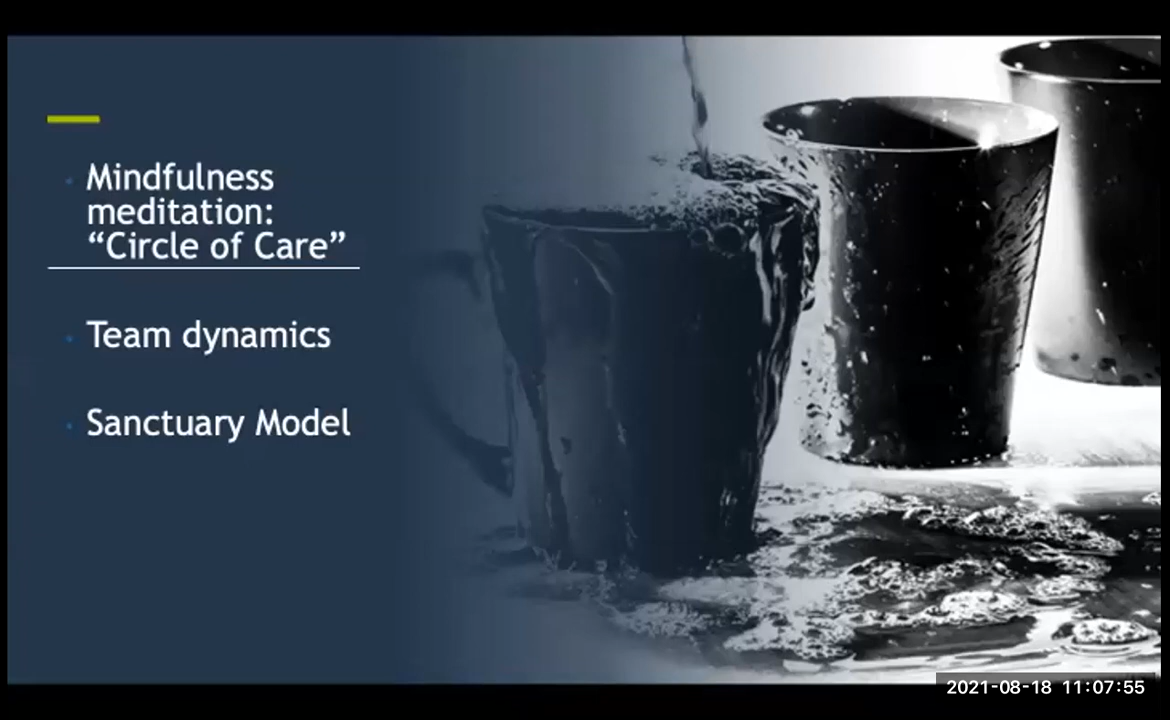 Mindfulness
meditation:
“Circle of Care”
Team dynamics
Sanctuary Model
2021-08-18 11:07:55